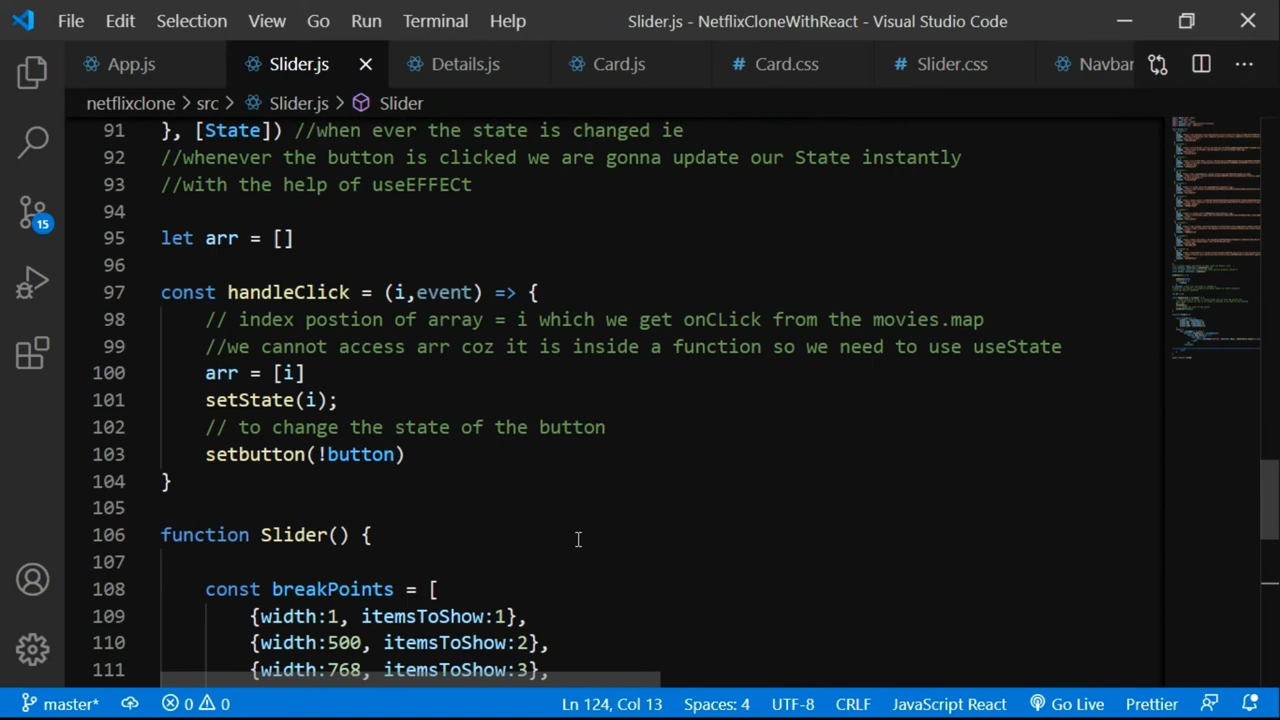 File Edit Selection View Go Run Terminal Help Slider.js - NetflixCloneWithReact - Visual Studio Code
App.js Slider.js Details.js Card.js # Card.css # Slider.css Navbar
netflixclone > src > Slider.js > Slider
91 }, [State]) //when ever the state is changed ie
92 //whenever the button is clicked we are gonna update our State instantly
93 //with the help of useEFFECt
94
95 let arr = []
96
97 const handleClick = (i,event) => {
98 // index postion of array = i which we get onCLick from the movies.map
99 //we cannot access arr coz it is inside a function so we need to use useState
100 arr = [i]
101 setState(i);
102 // to change the state of the button
103 setbutton(!button)
104 }
105
106 function Slider() {
107
108 const breakPoints = [
109 {width:1, itemsToShow:1},
110 {width:500, itemsToShow:2},
111 {width:768, itemsToShow:3},
15
master* 0 0 Ln 124, Col 13 Spaces: 4 UTF-8 CRLF JavaScript React Go Live Prettier